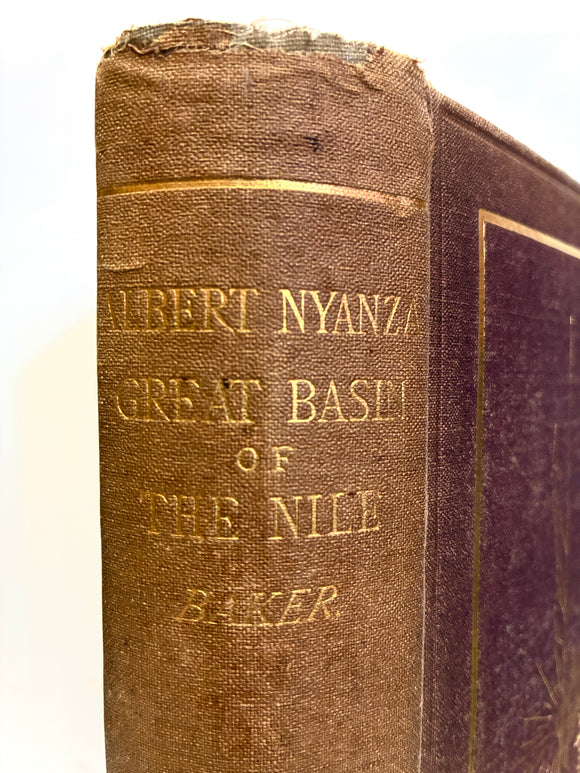 ALBERT NYANZA
GREAT BASIN
OF
THE NILE
BAKER.